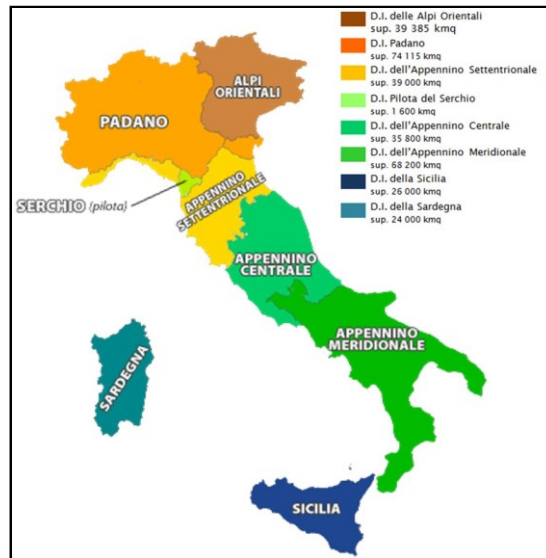 D.I. delle Alpi Orientali
sup. 39 385 kmq
D.I. Padano
sup. 74 115 kmq
D.I. dell'Appennino Settentrionale
sup. 39 000 kmq
D.I. Pilota del Serchio
sup. 1 600 kmq
D.I. dell'Appennino Centrale
sup. 35 800 kmq
D.I. dell'Appennino Meridionale
sup. 68 200 kmq
D.I. della Sicilia
sup. 26 000 kmq
D.I. della Sardegna
sup. 24 000 kmq
ALPI
ORIENTALI
PADANO
SERCHIO (pilota)
APPENNINO
SETTENTRIONALE
APPENNINO
CENTRALE
APPENNINO
MERIDIONALE
SARDEGNA
SICILIA